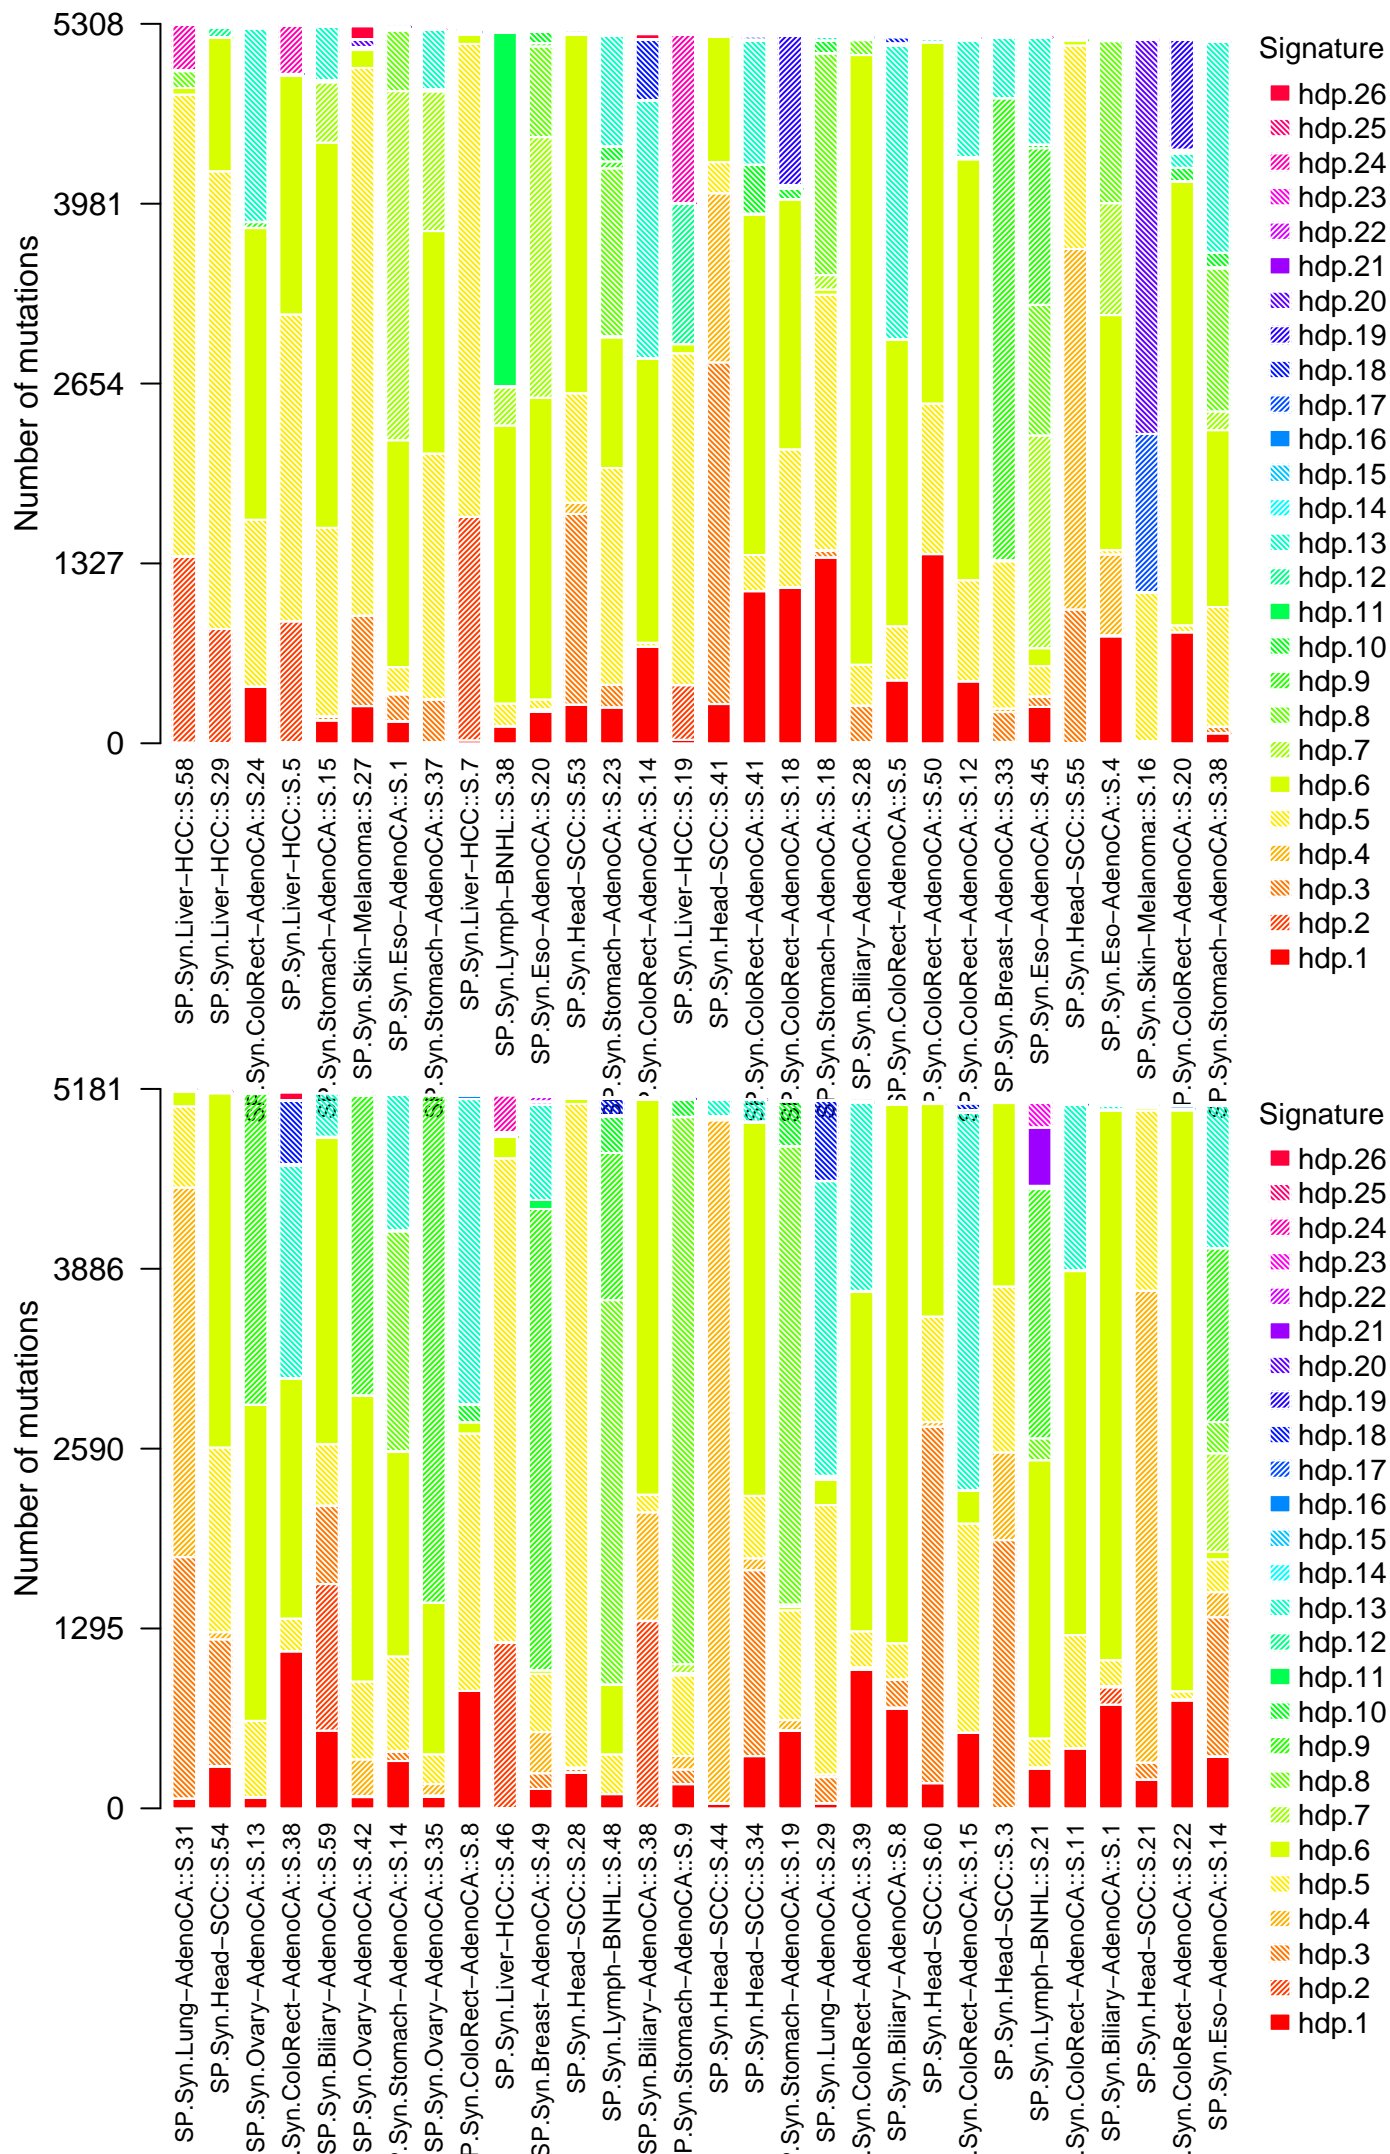 Number of mutations
5308
3981
2654
1327
0
SP.Syn.Liver−HCC::S.58
SP.Syn.Liver−HCC::S.29
SP.Syn.ColoRect−AdenoCA::S.24
SP.Syn.Liver−HCC::S.5
SP.Syn.Stomach−AdenoCA::S.15
SP.Syn.Skin−Melanoma::S.27
SP.Syn.Eso−AdenoCA::S.1
SP.Syn.Stomach−AdenoCA::S.37
SP.Syn.Liver−HCC::S.7
SP.Syn.Lymph−BNHL::S.38
SP.Syn.Eso−AdenoCA::S.20
SP.Syn.Head−SCC::S.53
SP.Syn.Stomach−AdenoCA::S.23
P.Syn.ColoRect−AdenoCA::S.14
SP.Syn.Liver−HCC::S.19
SP.Syn.Head−SCC::S.41
SP.Syn.ColoRect−AdenoCA::S.41
SP.Syn.ColoRect−AdenoCA::S.18
SP.Syn.Stomach−AdenoCA::S.18
SP.Syn.Biliary−AdenoCA::S.28
SP.Syn.ColoRect−AdenoCA::S.5
SP.Syn.ColoRect−AdenoCA::S.50
SP.Syn.ColoRect−AdenoCA::S.12
SP.Syn.Breast−AdenoCA::S.33
SP.Syn.Eso−AdenoCA::S.45
SP.Syn.Head−SCC::S.55
SP.Syn.Eso−AdenoCA::S.4
SP.Syn.Skin−Melanoma::S.16
P.Syn.ColoRect−AdenoCA::S.20
SP.Syn.Stomach−AdenoCA::S.38
Signature
hdp.26
hdp.25
hdp.24
hdp.23
hdp.22
hdp.21
hdp.20
hdp.19
hdp.18
hdp.17
hdp.16
hdp.15
hdp.14
hdp.13
hdp.12
hdp.11
hdp.10
hdp.9
hdp.8
hdp.7
hdp.6
hdp.5
hdp.4
hdp.3
hdp.2
hdp.1
Number of mutations
5181
3886
2590
1295
0
SP.Syn.Lung−AdenoCA::S.31
SP.Syn.Head−SCC::S.54
SP.Syn.Ovary−AdenoCA::S.13
.Syn.ColoRect−AdenoCA::S.38
SP.Syn.Biliary−AdenoCA::S.59
SP.Syn.Ovary−AdenoCA::S.42
P.Syn.Stomach−AdenoCA::S.14
SP.Syn.Ovary−AdenoCA::S.35
P.Syn.ColoRect−AdenoCA::S.8
SP.Syn.Liver−HCC::S.46
SP.Syn.Breast−AdenoCA::S.49
SP.Syn.Head−SCC::S.28
SP.Syn.Lymph−BNHL::S.48
SP.Syn.Biliary−AdenoCA::S.38
P.Syn.Stomach−AdenoCA::S.9
SP.Syn.Head−SCC::S.44
SP.Syn.Head−SCC::S.34
P.Syn.Stomach−AdenoCA::S.19
SP.Syn.Lung−AdenoCA::S.29
.Syn.ColoRect−AdenoCA::S.39
SP.Syn.Biliary−AdenoCA::S.8
SP.Syn.Head−SCC::S.60
.Syn.ColoRect−AdenoCA::S.15
SP.Syn.Head−SCC::S.3
SP.Syn.Lymph−BNHL::S.21
.Syn.ColoRect−AdenoCA::S.11
SP.Syn.Biliary−AdenoCA::S.1
SP.Syn.Head−SCC::S.21
.Syn.ColoRect−AdenoCA::S.22
SP.Syn.Eso−AdenoCA::S.14
Signature
hdp.26
hdp.25
hdp.24
hdp.23
hdp.22
hdp.21
hdp.20
hdp.19
hdp.18
hdp.17
hdp.16
hdp.15
hdp.14
hdp.13
hdp.12
hdp.11
hdp.10
hdp.9
hdp.8
hdp.7
hdp.6
hdp.5
hdp.4
hdp.3
hdp.2
hdp.1